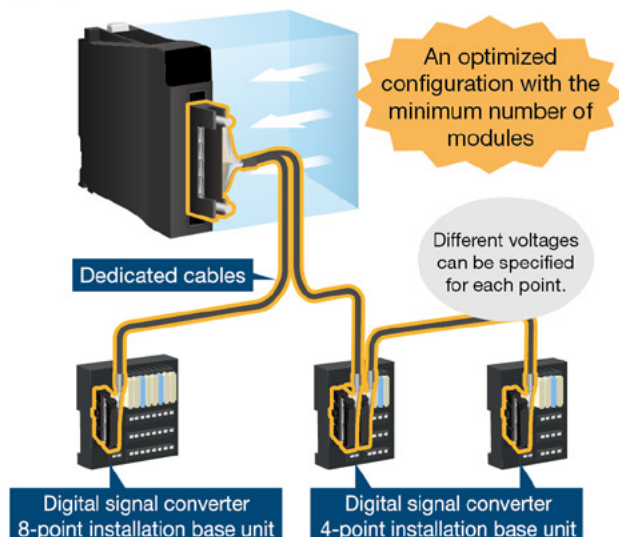 An optimized
configuration with the
minimum number of
modules
Different voltages
can be specified
for each point.
Dedicated cables
Digital signal converter
8-point installation base unit
Digital signal converter
4-point installation base unit